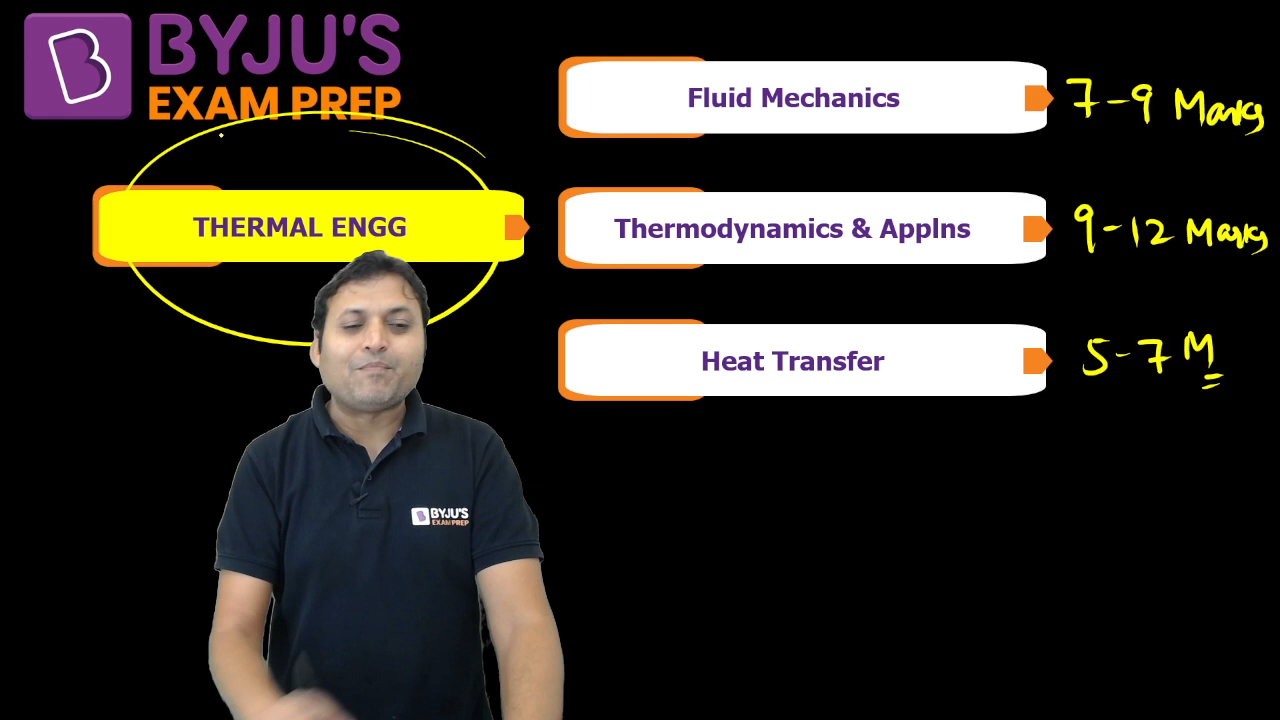 BYJU'S
EXAM PREP
Fluid Mechanics 7-9 Marks
THERMAL ENGG
Thermodynamics & Applns 9-12 Marks
Heat Transfer 5-7 M
BYJU'S
EXAM PREP